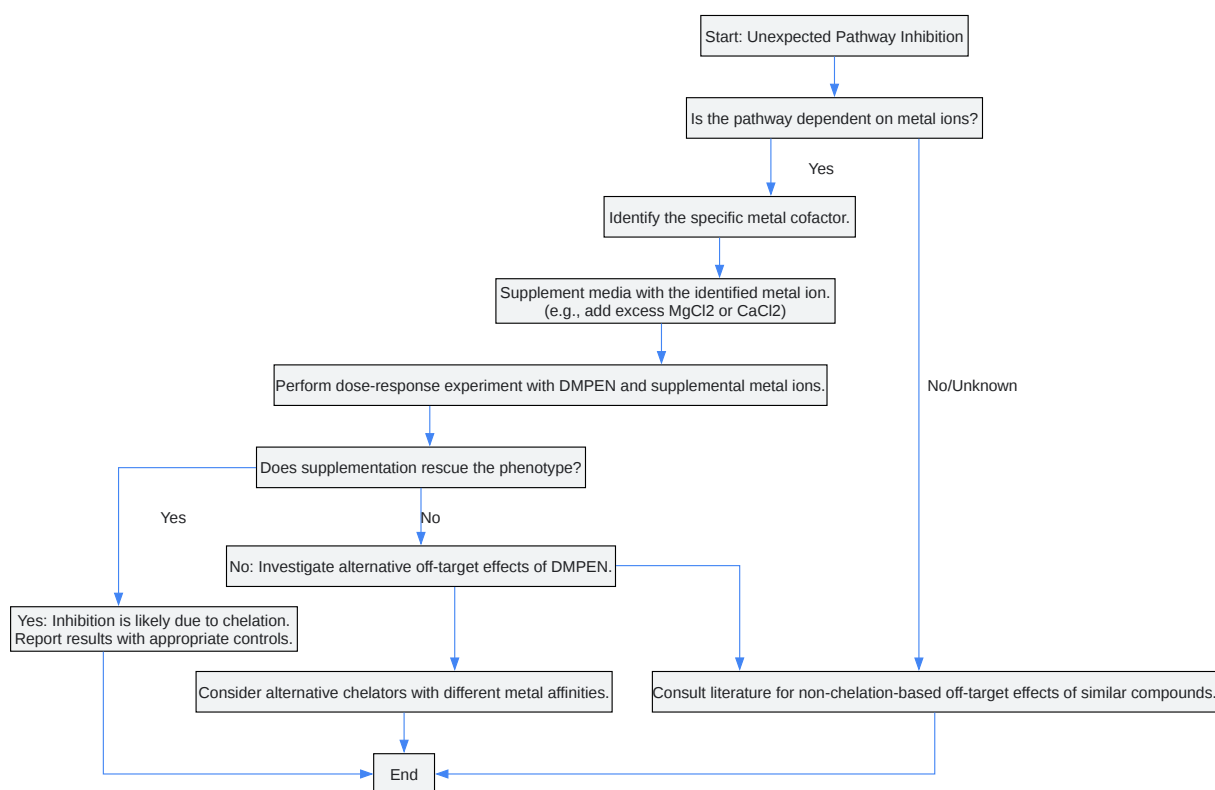 Start: Unexpected Pathway Inhibition
Is the pathway dependent on metal ions?
Yes
Identify the specific metal cofactor.
Supplement media with the identified metal ion.
(e.g., add excess MgCl2 or CaCl2)
Perform dose-response experiment with DMPEN and supplemental metal ions.
No/Unknown
Does supplementation rescue the phenotype?
Yes
No
No: Investigate alternative off-target effects of DMPEN.
Yes: Inhibition is likely due to chelation.
Report results with appropriate controls.
Consider alternative chelators with different metal affinities.
Consult literature for non-chelation-based off-target effects of similar compounds.
End